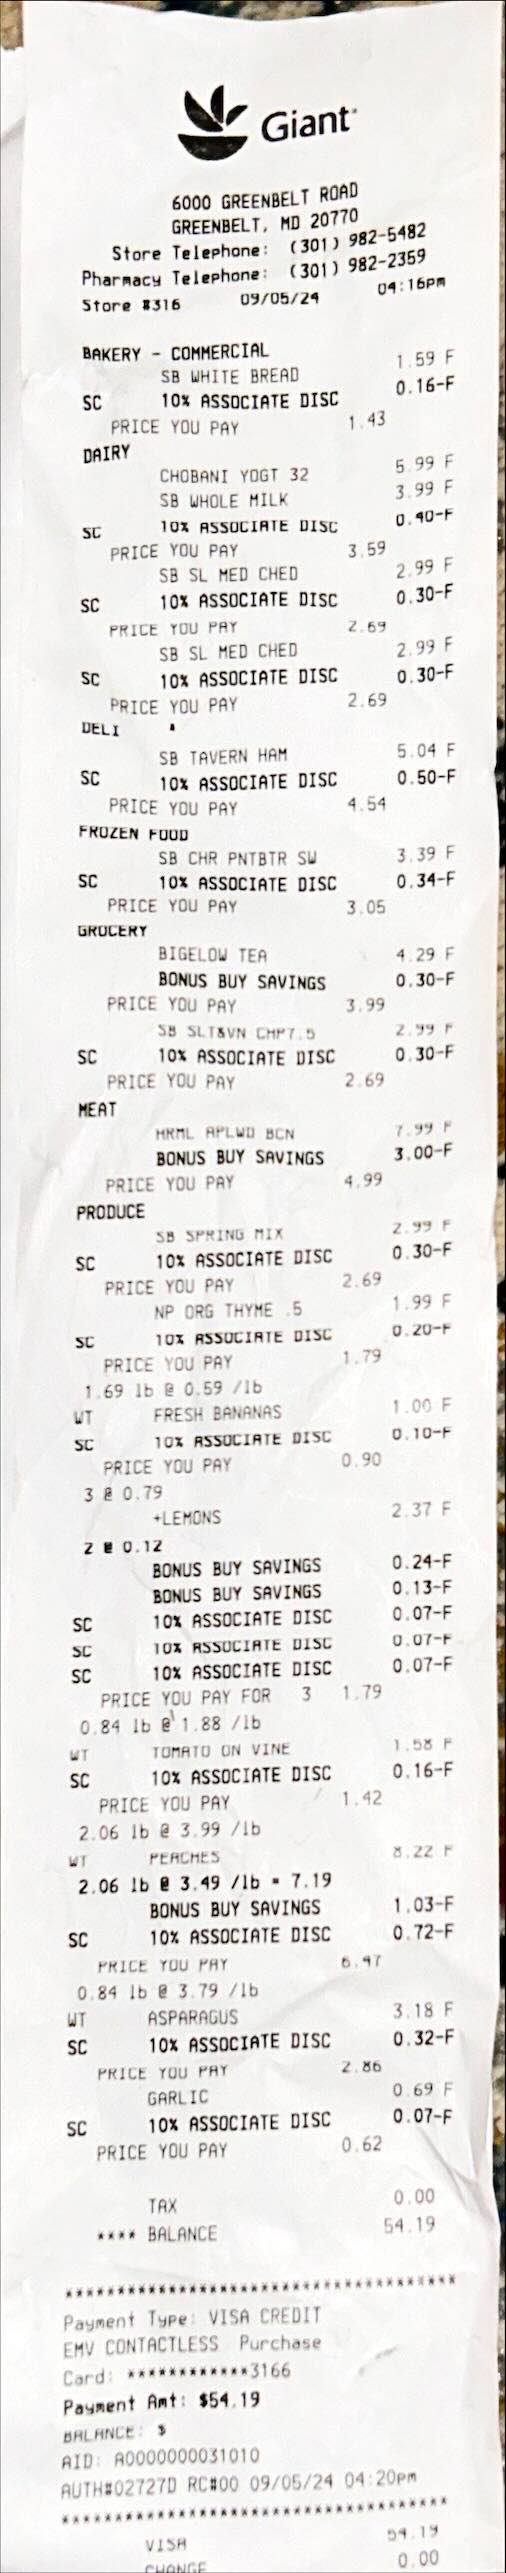 Giant
6000 GREENBELT ROAD
GREENBELT, MD 20770
Store Telephone: (301) 982-5482
Pharmacy Telephone: (301) 982-2359
Store #316 09/05/24 04:16pm
BAKERY - COMMERCIAL
SB WHITE BREAD 1.59 F
SC 10% ASSOCIATE DISC 0.16-F
PRICE YOU PAY 1.43
DAIRY
CHOBANI YOGT 32 5.99 F
SB WHOLE MILK 3.99 F
SC 10% ASSOCIATE DISC 0.40-F
PRICE YOU PAY 3.59
SB SL MED CHED 2.99 F
SC 10% ASSOCIATE DISC 0.30-F
PRICE YOU PAY 2.69
SB SL MED CHED 2.99 F
SC 10% ASSOCIATE DISC 0.30-F
PRICE YOU PAY 2.69
DELI
SB TAVERN HAM 5.04 F
SC 10% ASSOCIATE DISC 0.50-F
PRICE YOU PAY 4.54
FROZEN FOOD
SB CHR PNTBTR SW 3.39 F
SC 10% ASSOCIATE DISC 0.34-F
PRICE YOU PAY 3.05
GROCERY
BIGELOW TEA 4.29 F
BONUS BUY SAVINGS 0.30-F
PRICE YOU PAY 3.99
SB SLT&VN CHP7.5 2.99 F
SC 10% ASSOCIATE DISC 0.30-F
PRICE YOU PAY 2.69
MEAT
HRML APLWD BCN 7.99 F
BONUS BUY SAVINGS 3.00-F
PRICE YOU PAY 4.99
PRODUCE
SB SPRING MIX 2.99 F
SC 10% ASSOCIATE DISC 0.30-F
PRICE YOU PAY 2.69
NP ORG THYME .5 1.99 F
SC 10% ASSOCIATE DISC 0.20-F
PRICE YOU PAY 1.79
1.69 lb @ 0.59 /lb
WT FRESH BANANAS 1.00 F
SC 10% ASSOCIATE DISC 0.10-F
PRICE YOU PAY 0.90
3 @ 0.79
+LEMONS 2.37 F
2 @ 0.12
BONUS BUY SAVINGS 0.24-F
BONUS BUY SAVINGS 0.13-F
SC 10% ASSOCIATE DISC 0.07-F
SC 10% ASSOCIATE DISC 0.07-F
SC 10% ASSOCIATE DISC 0.07-F
PRICE YOU PAY FOR 3 1.79
0.84 lb @ 1.88 /lb
WT TOMATO ON VINE 1.58 F
SC 10% ASSOCIATE DISC 0.16-F
PRICE YOU PAY 1.42
2.06 lb @ 3.99 /lb
WT PEACHES 8.22 F
2.06 lb @ 3.49 /lb = 7.19
BONUS BUY SAVINGS 1.03-F
SC 10% ASSOCIATE DISC 0.72-F
PRICE YOU PAY 6.47
0.84 lb @ 3.79 /lb
WT ASPARAGUS 3.18 F
SC 10% ASSOCIATE DISC 0.32-F
PRICE YOU PAY 2.86
GARLIC 0.69 F
SC 10% ASSOCIATE DISC 0.07-F
PRICE YOU PAY 0.62
TAX 0.00
**** BALANCE 54.19
**************************************
Payment Type: VISA CREDIT
EMV CONTACTLESS Purchase
Card: ************3166
Payment Amt: $54.19
BALANCE: $
AID: A0000000031010
AUTH#02727D RC#00 09/05/24 04:20pm
**************************************
VISA 54.19
CHANGE 0.00